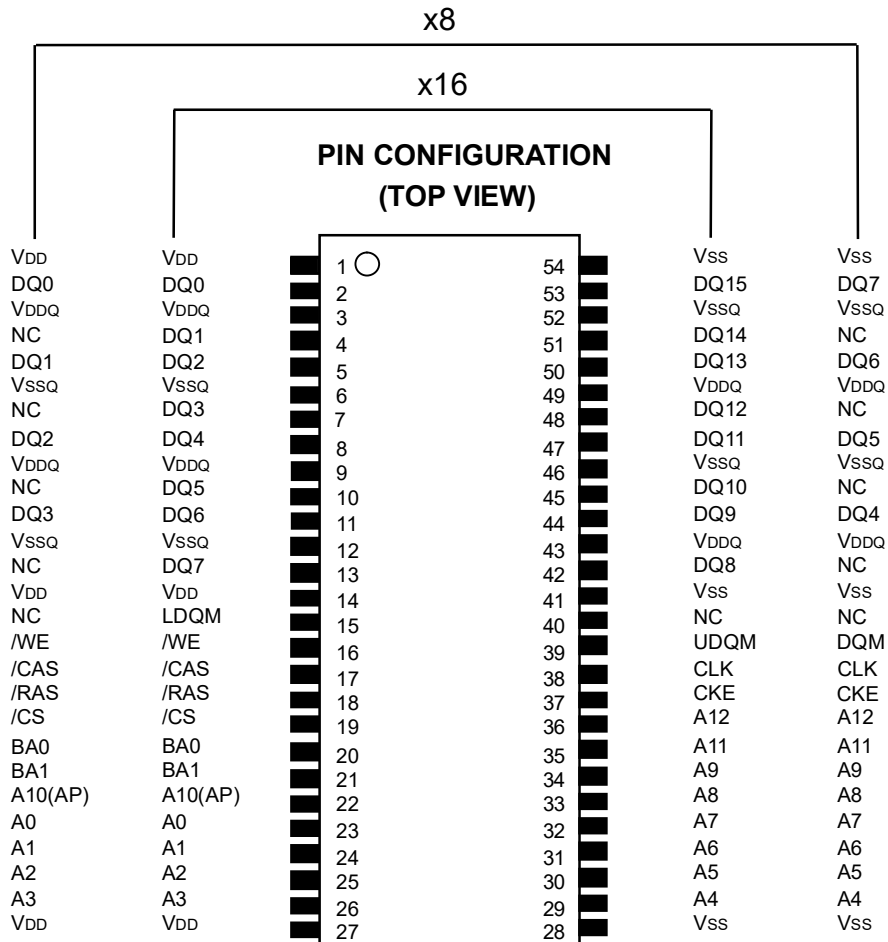 x8
x16
PIN CONFIGURATION
(TOP VIEW)
VDD VDD 1 54 VSS VSS
DQ0 DQ0 2 53 DQ15 DQ7
VDDQ VDDQ 3 52 VSSQ VSSQ
NC DQ1 4 51 DQ14 NC
DQ1 DQ2 5 50 DQ13 DQ6
VSSQ VSSQ 6 49 VDDQ VDDQ
NC DQ3 7 48 DQ12 NC
DQ2 DQ4 8 47 DQ11 DQ5
VDDQ VDDQ 9 46 VSSQ VSSQ
NC DQ5 10 45 DQ10 NC
DQ3 DQ6 11 44 DQ9 DQ4
VSSQ VSSQ 12 43 VDDQ VDDQ
NC DQ7 13 42 DQ8 NC
VDD VDD 14 41 VSS VSS
NC LDQM 15 40 NC NC
/WE /WE 16 39 UDQM DQM
/CAS /CAS 17 38 CLK CLK
/RAS /RAS 18 37 CKE CKE
/CS /CS 19 36 A12 A12
BA0 BA0 20 35 A11 A11
BA1 BA1 21 34 A9 A9
A10(AP) A10(AP) 22 33 A8 A8
A0 A0 23 32 A7 A7
A1 A1 24 31 A6 A6
A2 A2 25 30 A5 A5
A3 A3 26 29 A4 A4
VDD VDD 27 28 VSS VSS